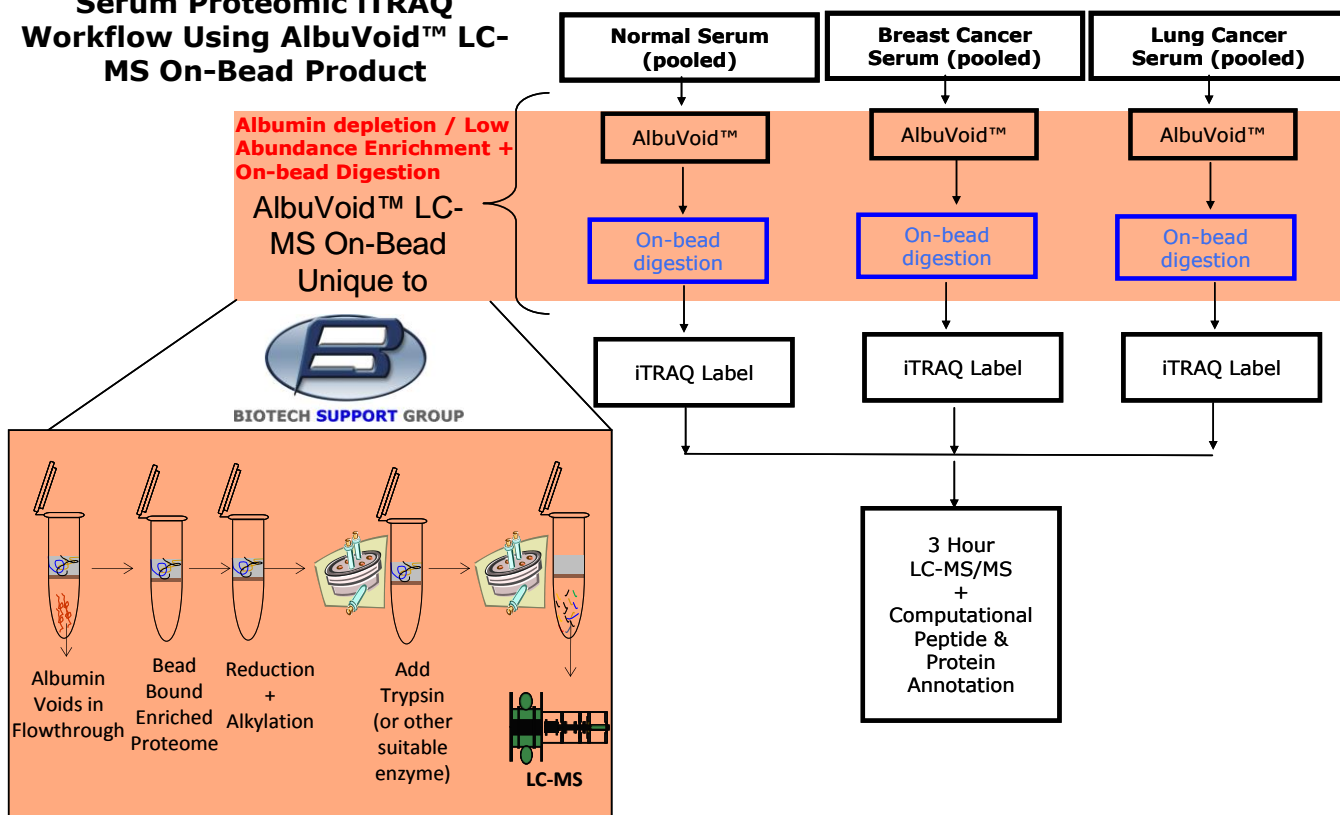 Serum Proteomic iTRAQ
Workflow Using AlbuVoid™ LC-
MS On-Bead Product
Normal Serum
(pooled)
Breast Cancer
Serum (pooled)
Lung Cancer
Serum (pooled)
Albumin depletion / Low
Abundance Enrichment +
On-bead Digestion
AlbuVoid™ LC-
MS On-Bead
Unique to
AlbuVoid™
AlbuVoid™
AlbuVoid™
On-bead
digestion
On-bead
digestion
On-bead
digestion
BIOTECH SUPPORT GROUP
iTRAQ Label
iTRAQ Label
iTRAQ Label
3 Hour
LC-MS/MS
+
Computational
Peptide &
Protein
Annotation
Albumin
Voids in
Flowthrough
Bead
Bound
Enriched
Proteome
Reduction
+
Alkylation
Add
Trypsin
(or other
suitable
enzyme)
LC-MS